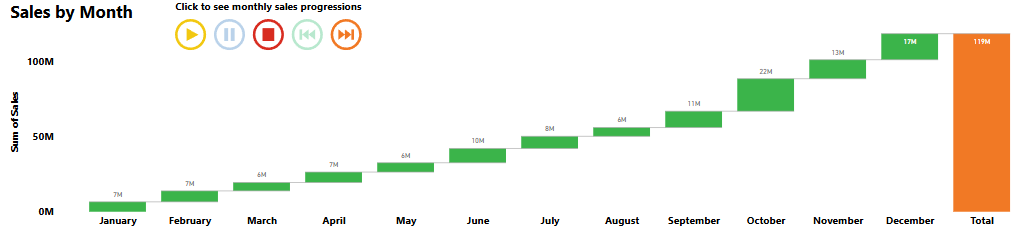 Sales by Month
Click to see monthly sales progressions
Sum of Sales
100M
50M
0M
7M
7M
6M
7M
6M
10M
8M
6M
11M
22M
13M
17M
119M
January
February
March
April
May
June
July
August
September
October
November
December
Total